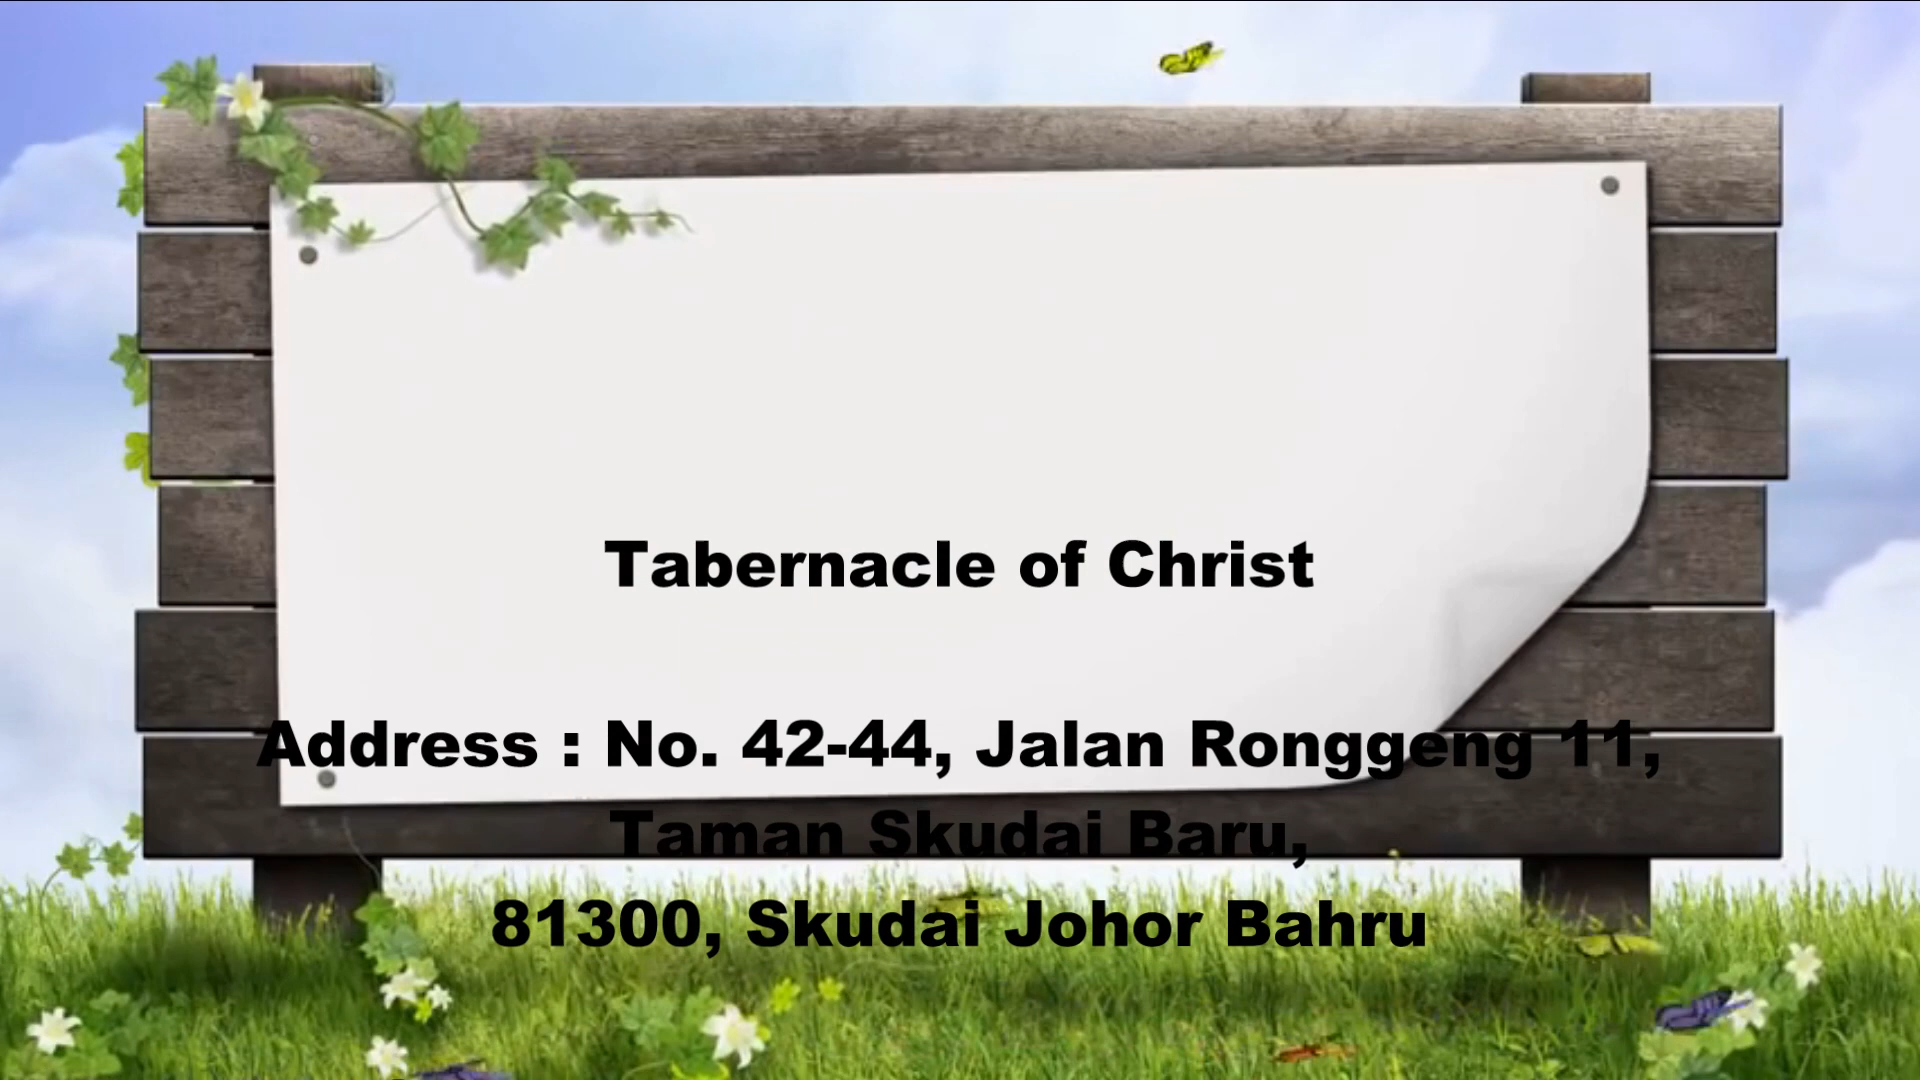 Tabernacle of Christ
Address : No. 42-44, Jalan Ronggeng 11,
Taman Skudai Baru,
81300, Skudai Johor Bahru